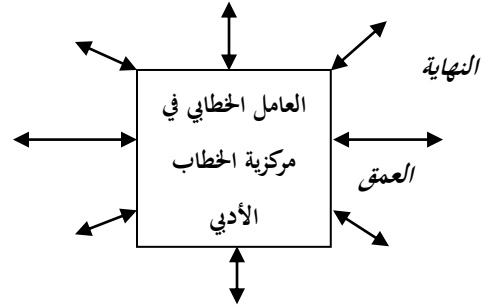 النهاية
العامل الخطابي في
مركزية الخطاب
العمق
الأدبي